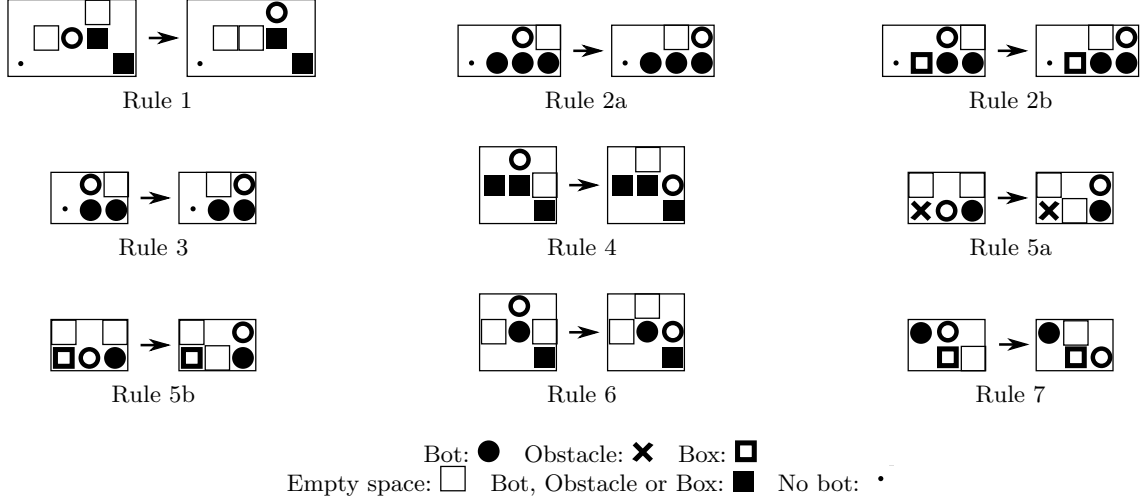 Rule 1 Rule 2a Rule 2b
Rule 3 Rule 4 Rule 5a
Rule 5b Rule 6 Rule 7
Bot: Obstacle: Box:
Empty space: Bot, Obstacle or Box: No bot: